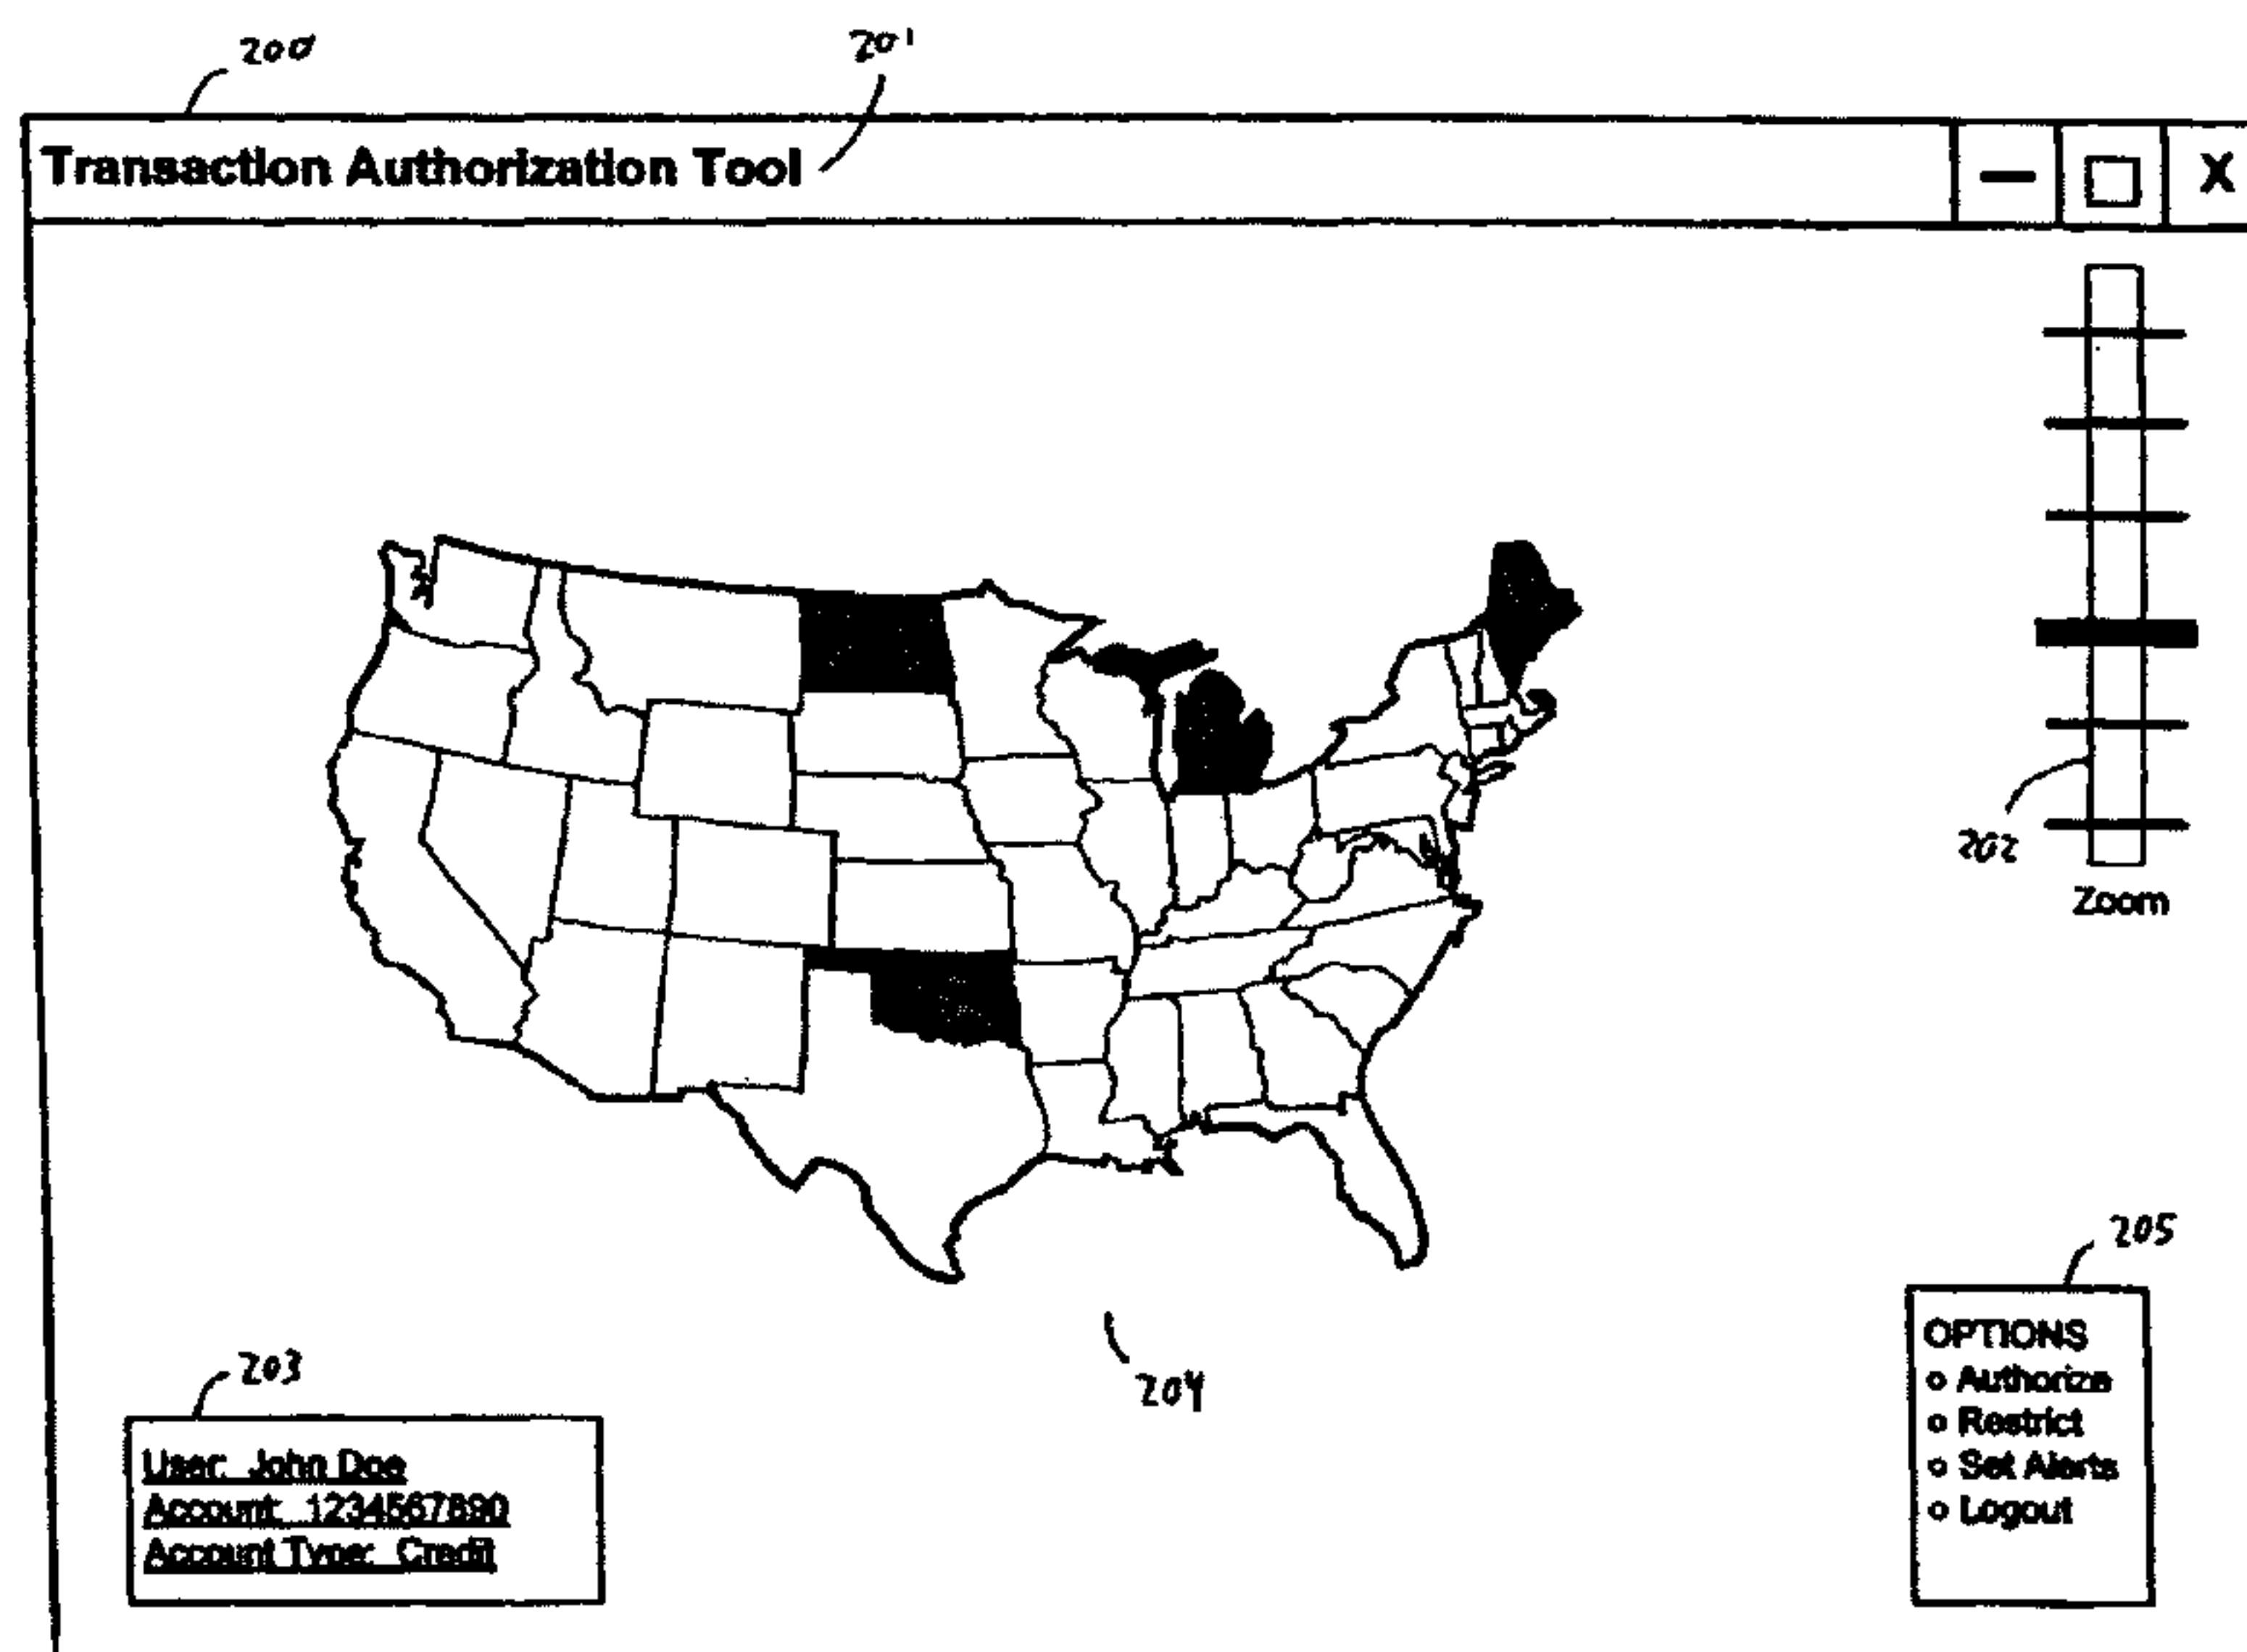 200
201
Transaction Authorization Tool
X
202
Zoom
205
OPTIONS
o Authorize
o Restrict
o Set Alerts
o Logout
204
203
User: John Doe
Account: 1234567890
Account Type: Credit